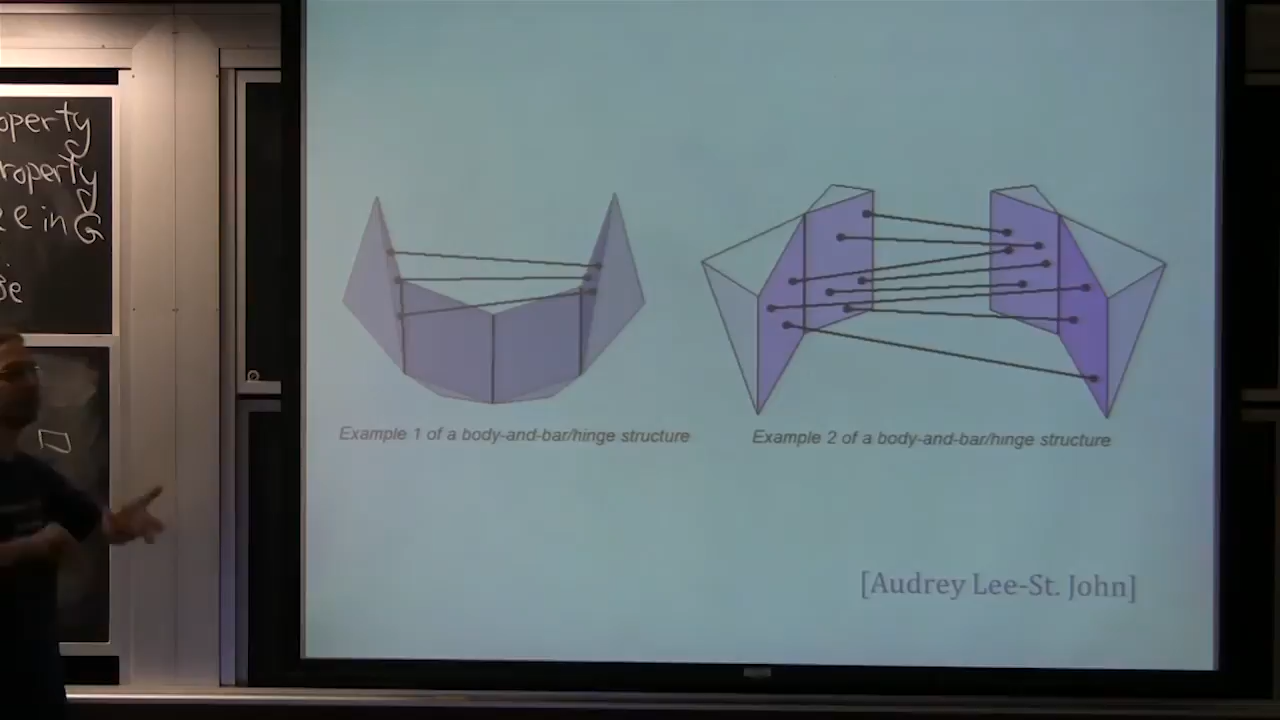 operty
roperty
e in G
Example 1 of a body-and-bar/hinge structure
Example 2 of a body-and-bar/hinge structure
[Audrey Lee-St. John]